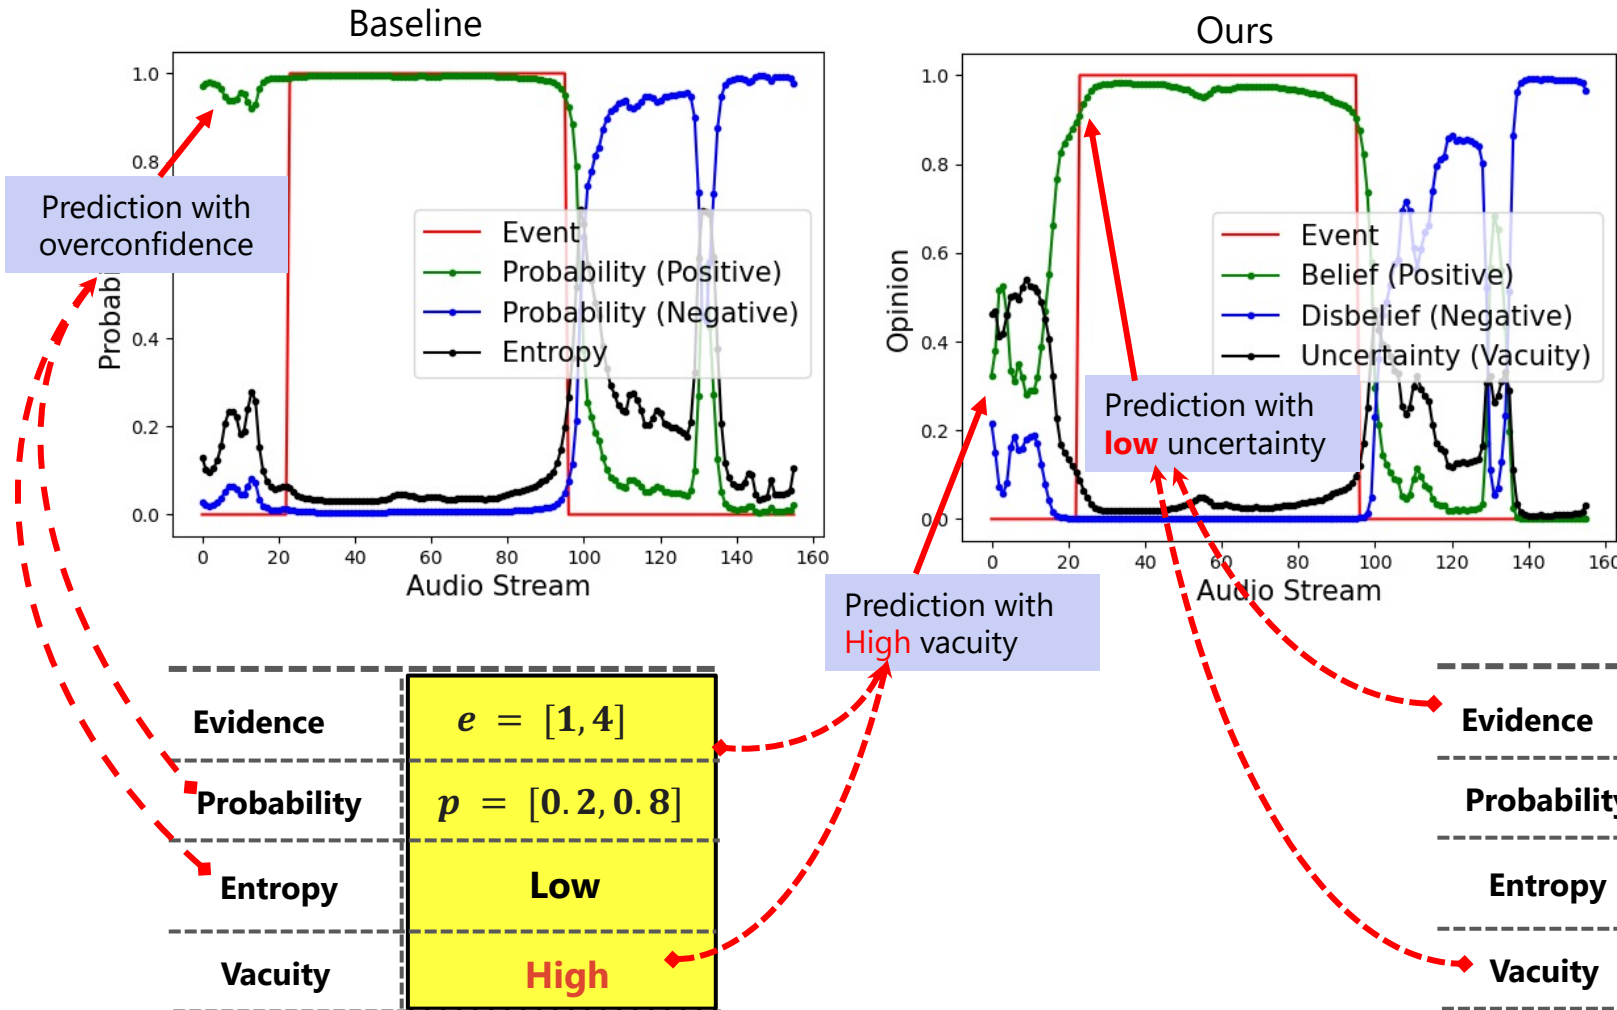 Baseline
1.0
0.8
0.4
0.2
0.0
0 20 40 60 80 100 120 140 160
Audio Stream
Prediction with
overconfidence
Event
Probability (Positive)
Probability (Negative)
Entropy
Ours
1.0
0.8
0.6
0.4
0.2
0.0
Opinion
0 20 40 60 80 100 120 140 160
Audio Stream
Event
Belief (Positive)
Disbelief (Negative)
Uncertainty (Vacuity)
Prediction with
low uncertainty
Prediction with
High vacuity
Evidence e = [1, 4]
Probability p = [0.2, 0.8]
Entropy Low
Vacuity High
Evidence
Entropy
Vacuity